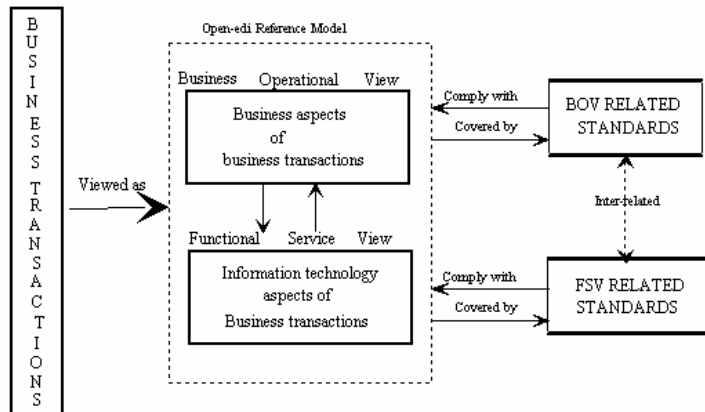 BUSINESS TRANSACTIONS
Viewed as
Open-edi Reference Model
Business Operational View
Business aspects
of
business transactions
Functional Service View
Information technology
aspects of
Business transactions
Comply with
Covered by
BOV RELATED
STANDARDS
Inter-related
Comply with
Covered by
FSV RELATED
STANDARDS